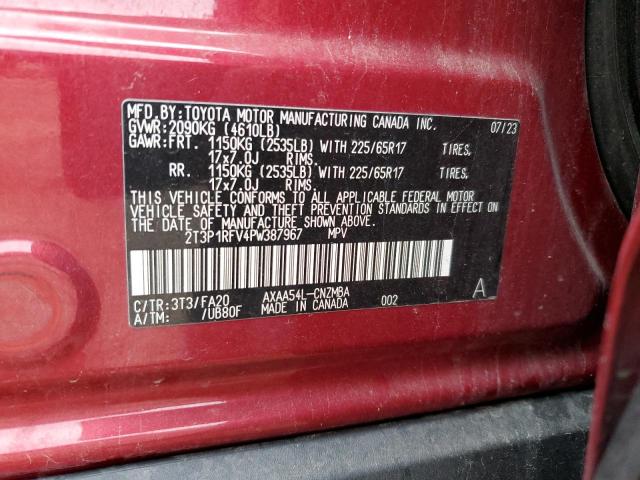 MFD.BY:TOYOTA MOTOR MANUFACTURING CANADA INC. 07/23
GVWR:2090KG (4610LB)
GAWR:FRT. 1150KG (2535LB) WITH 225/65R17 TIRES,
17x7.0J RIMS.
RR. 1150KG (2535LB) WITH 225/65R17 TIRES,
17x7.0J RIMS.
THIS VEHICLE CONFORMS TO ALL APPLICABLE FEDERAL MOTOR
VEHICLE SAFETY AND THEFT PREVENTION STANDARDS IN EFFECT ON
THE DATE OF MANUFACTURE SHOWN ABOVE.
2T3P1RFV4PW387967 MPV
C/TR:3T3/FA20 AXAA54L-CNZMBA 002 A
A/TM: /UB80F MADE IN CANADA